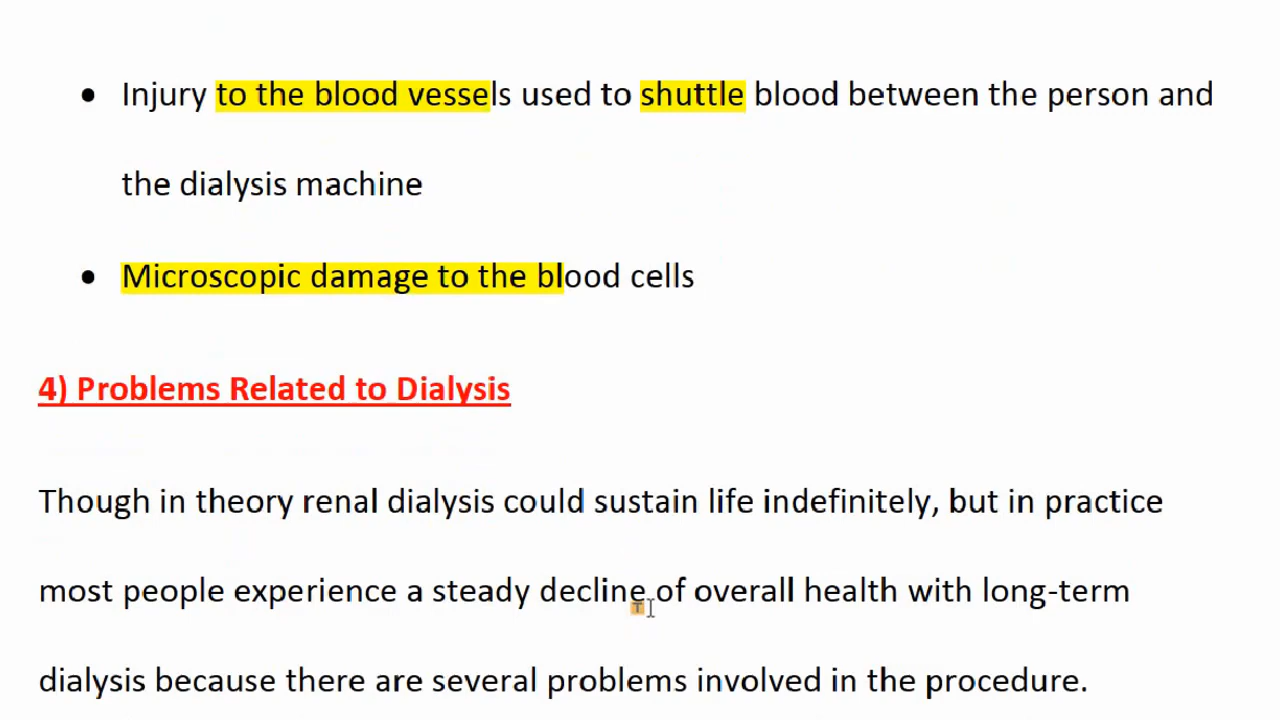 • Injury to the blood vessels used to shuttle blood between the person and
the dialysis machine
• Microscopic damage to the blood cells
4) Problems Related to Dialysis
Though in theory renal dialysis could sustain life indefinitely, but in practice
most people experience a steady decline of overall health with long-term
dialysis because there are several problems involved in the procedure.